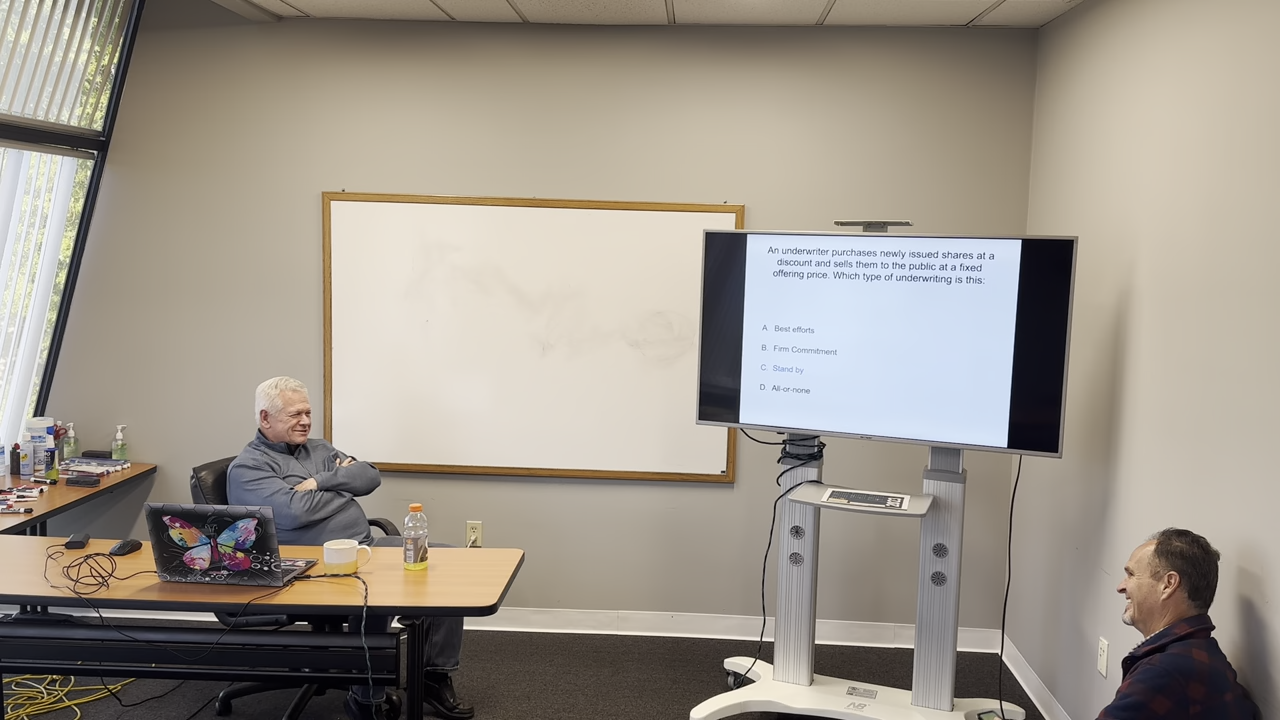 An underwriter purchases newly issued shares at a
discount and sells them to the public at a fixed
offering price. Which type of underwriting is this:
A. Best efforts
B. Firm Commitment
C. Stand by
D. All-or-none